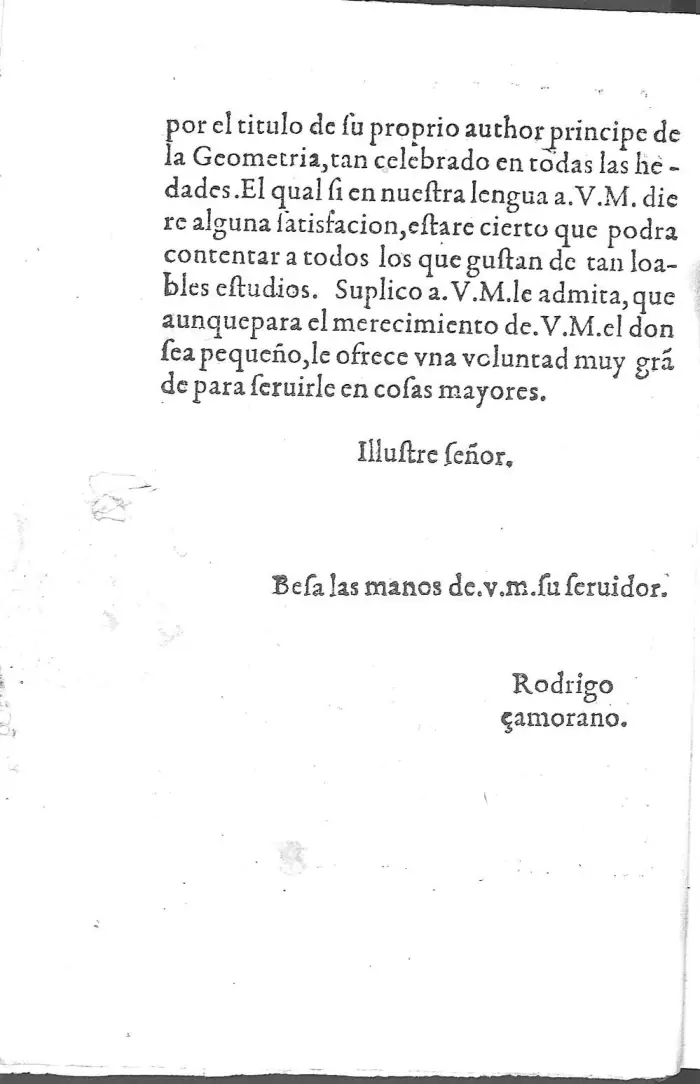 por el titulo de ſu proprio author principe de
la Geometria,tan celebrado en todas las he-
dades.El qual ſi en nueſtra lengua a.V.M. die
re alguna ſatisfacion,eſtare cierto que podra
contentar a todos los que guſtan de tan loa-
bles eſtudios. Suplico a.V.M.le admita,que
aunquepara el merecimiento de.V.M.el don
ſea pequeño,le ofrece vna voluntad muy grã
de para ſeruirle en coſas mayores.
Illuſtre ſeñor.
Beſa las manos de.v.m.ſu ſeruidor.
Rodrigo
çamorano.